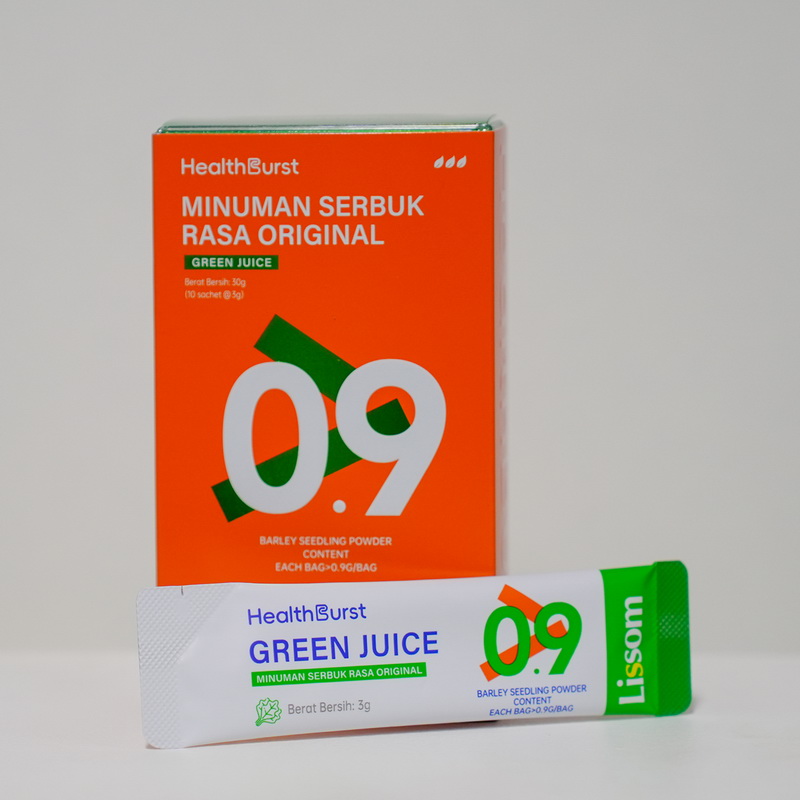 HealthBurst
MINUMAN SERBUK
RASA ORIGINAL
GREEN JUICE
Berat Bersih: 30g
(10 sachet @3g)
0.9
BARLEY SEEDLING POWDER
CONTENT
EACH BAG>0.9G/BAG
HealthBurst
GREEN JUICE
MINUMAN SERBUK RASA ORIGINAL
Berat Bersih: 3g
0.9
BARLEY SEEDLING POWDER
CONTENT
EACH BAG>0.9G/BAG
Lissom